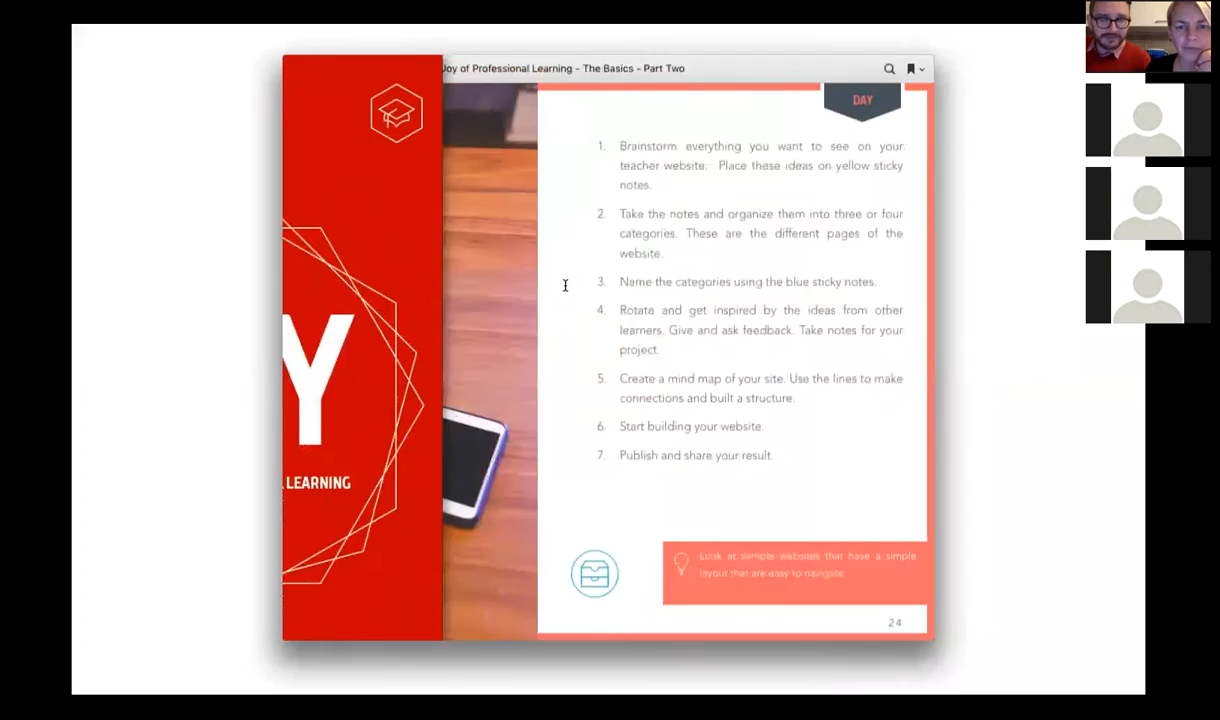 Joy of Professional Learning - The Basics - Part Two
DAY
1. Brainstorm everything you want to see on your
teacher website. Place these ideas on yellow sticky
notes.
2. Take the notes and organize them into three or four
categories. These are the different pages of the
website.
3. Name the categories using the blue sticky notes.
4. Rotate and get inspired by the ideas from other
learners. Give and ask feedback. Take notes for your
project.
5. Create a mind map of your site. Use the lines to make
connections and built a structure.
6. Start building your website.
7. Publish and share your result.
Y
LEARNING
Look at sample websites that have a simple
layout that are easy to navigate.
24